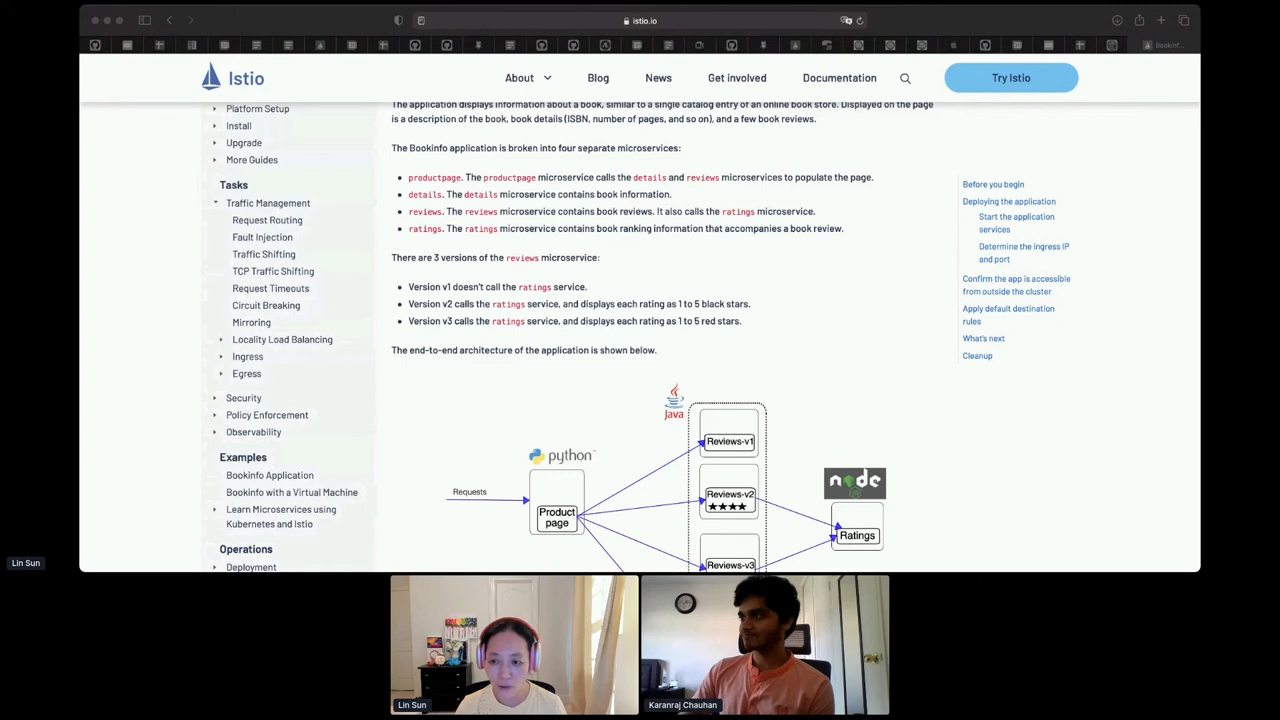 istio.io
Bookinf...
Istio
About
Blog
News
Get involved
Documentation
Try Istio
Platform Setup
Install
Upgrade
More Guides
Tasks
Traffic Management
Request Routing
Fault Injection
Traffic Shifting
TCP Traffic Shifting
Request Timeouts
Circuit Breaking
Mirroring
Locality Load Balancing
Ingress
Egress
Security
Policy Enforcement
Observability
Examples
Bookinfo Application
Bookinfo with a Virtual Machine
Learn Microservices using
Kubernetes and Istio
Operations
Deployment
The application displays information about a book, similar to a single catalog entry of an online book store. Displayed on the page
is a description of the book, book details (ISBN, number of pages, and so on), and a few book reviews.
The Bookinfo application is broken into four separate microservices:
productpage. The productpage microservice calls the details and reviews microservices to populate the page.
details. The details microservice contains book information.
reviews. The reviews microservice contains book reviews. It also calls the ratings microservice.
ratings. The ratings microservice contains book ranking information that accompanies a book review.
There are 3 versions of the reviews microservice:
Version v1 doesn't call the ratings service.
Version v2 calls the ratings service, and displays each rating as 1 to 5 black stars.
Version v3 calls the ratings service, and displays each rating as 1 to 5 red stars.
The end-to-end architecture of the application is shown below.
Java
Reviews-v1
python™
node
Requests
Reviews-v2
★★★★
Product
page
Ratings
Reviews-v3
Before you begin
Deploying the application
Start the application
services
Determine the ingress IP
and port
Confirm the app is accessible
from outside the cluster
Apply default destination
rules
What's next
Cleanup
Lin Sun
Lin Sun
Karanraj Chauhan